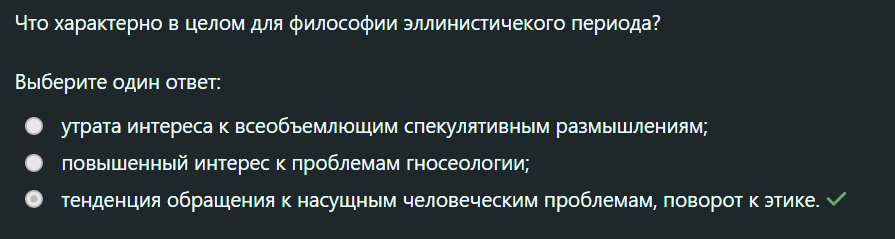 Что характерно в целом для философии эллинистичекого периода?
Выберите один ответ:
утрата интереса к всеобъемлющим спекулятивным размышлениям;
повышенный интерес к проблемам гносеологии;
тенденция обращения к насущным человеческим проблемам, поворот к этике.